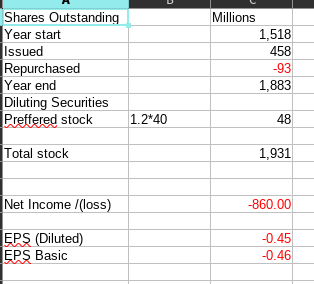 A B C
Shares Outstanding Millions
Year start 1,518
Issued 458
Repurchased -93
Year end 1,883
Diluting Securities
Preffered stock 1.2*40 48
Total stock 1,931
Net Income /(loss) -860.00
EPS (Diluted) -0.45
EPS Basic -0.46